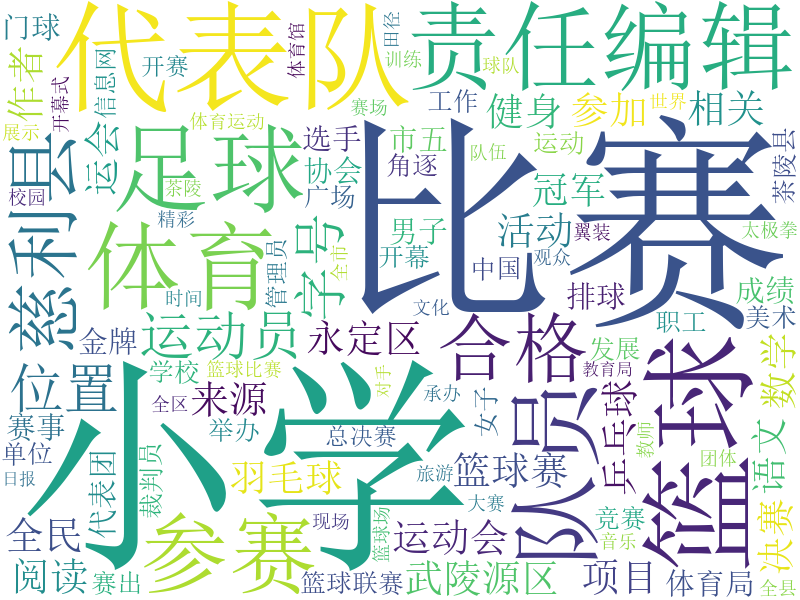 门球
代表队
田径
体育馆
责任编辑
作者
信息网
开幕式
开赛
训练
球队
赛场
工作
健身
参加
世界
相关
展示
体育运动
县
运会
足球
选手
市五
运动
协会
角逐
队伍
茶陵县
校园
茶陵
广场
比赛
冠军
慈利
精彩
体育
字号
男子
活动
翼装
太极拳
全市
开幕
中国
观众
管理员
时间
运动员
文化
排球
成绩
永定区
合格
职工
美术
金牌
位置
小学
学校
篮球比赛
对手
发展
教育局
篮球
数学
全区
来源
承办
女子
队员
乒乓球
赛事
举办
总决赛
教师
语文
单位
代表团
裁判员
羽毛球
旅游
篮球赛
团体
日报
全民
参赛
现场
篮球场
大赛
竞赛
决赛
运动会
音乐
阅读
赛出
篮球联赛
武陵源区
项目
体育局
全县